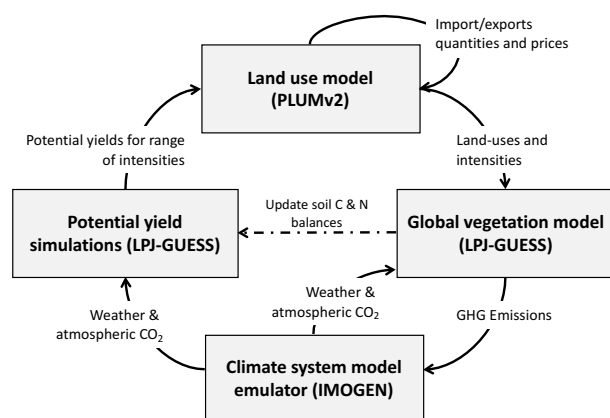 Import/exports
quantities and prices
Land use model
(PLUMv2)
Potential yields for range
of intensities
Land-uses and
intensities
Potential yield
simulations (LPJ-GUESS)
Update soil C & N
balances
Global vegetation model
(LPJ-GUESS)
Weather &
atmospheric CO₂
Weather &
atmospheric CO₂
GHG Emissions
Climate system model
emulator (IMOGEN)